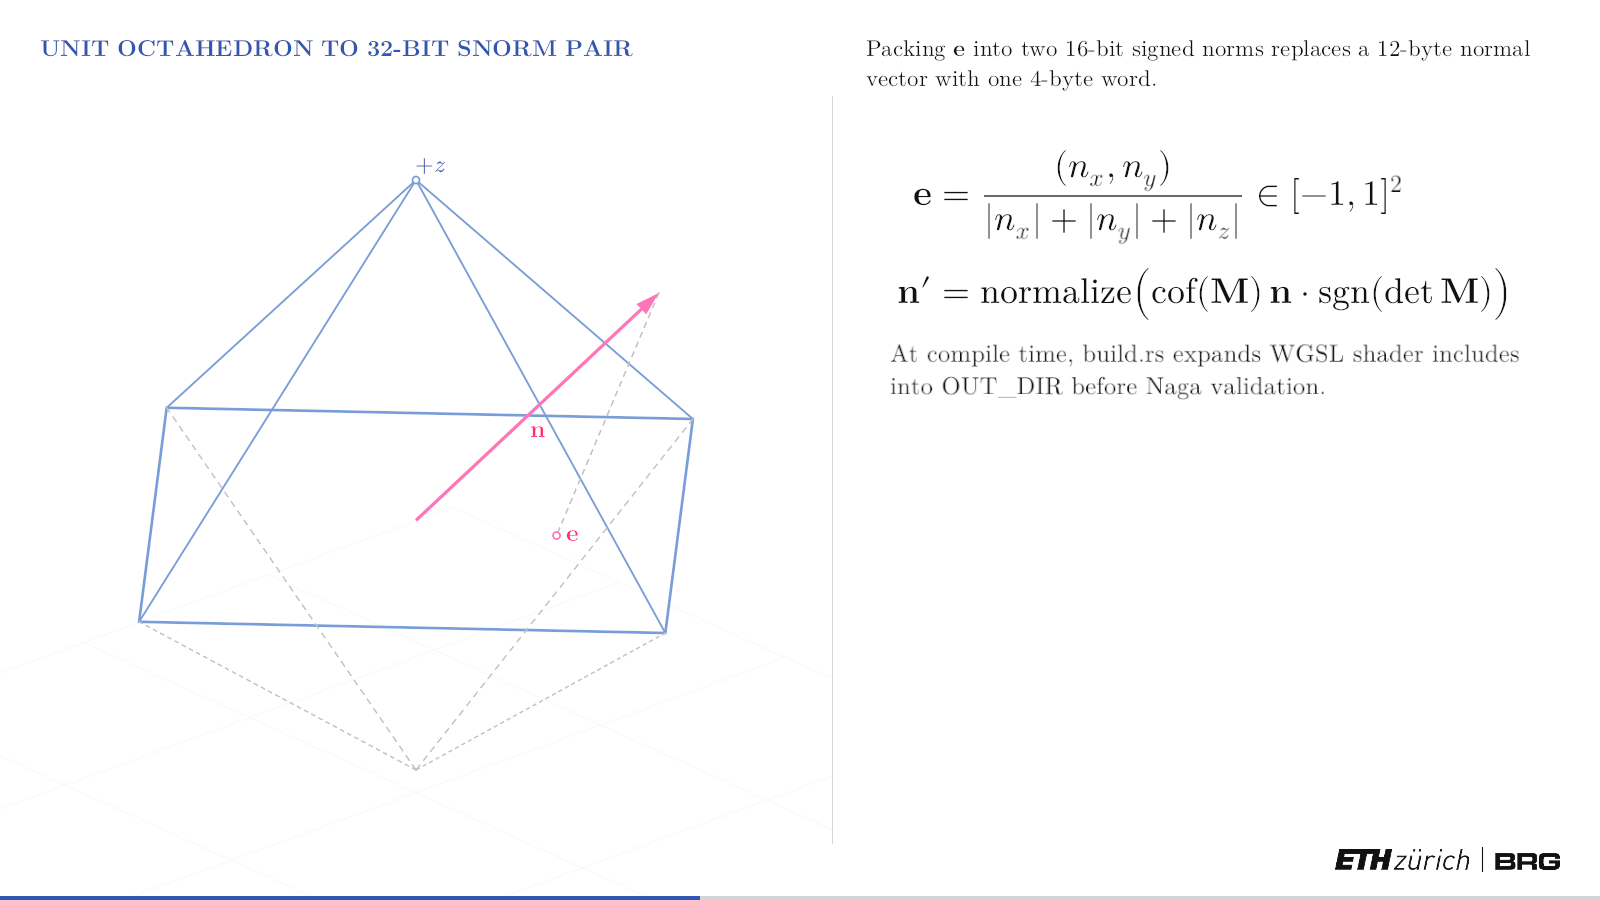 UNIT OCTAHEDRON TO 32-BIT SNORM PAIR
Packing e into two 16-bit signed norms replaces a 12-byte normal
vector with one 4-byte word.
+z
n
e
e = (n_x, n_y) / (|n_x| + |n_y| + |n_z|) ∈ [−1, 1]²
n′ = normalize(cof(M) n · sgn(det M))
At compile time, build.rs expands WGSL shader includes
into OUT_DIR before Naga validation.
ETH zürich | BRG